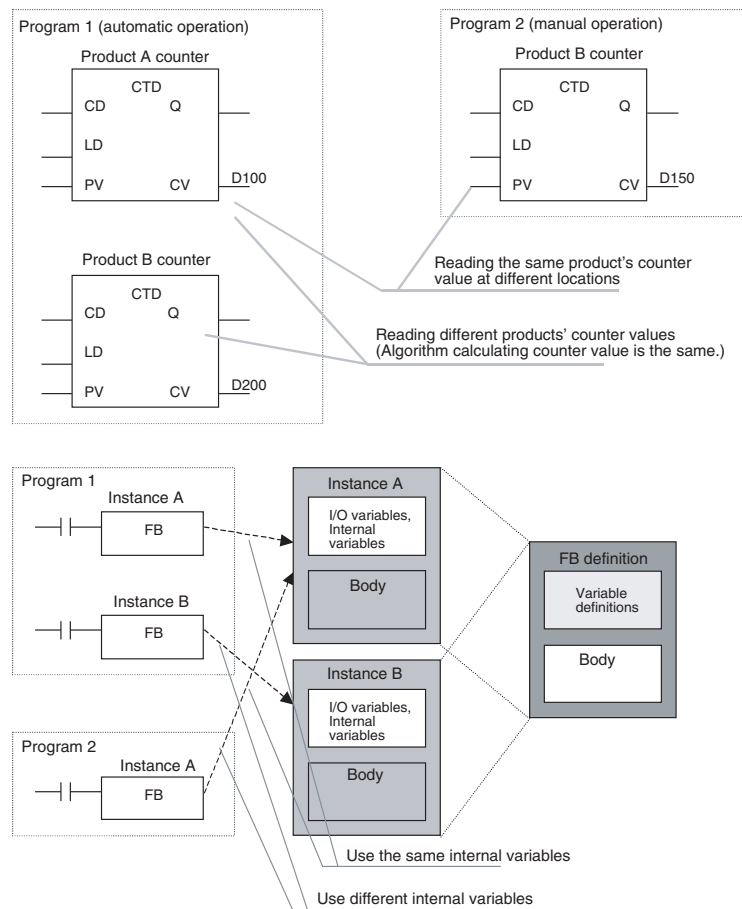 Program 1 (automatic operation)
Product A counter
CTD
CD Q
LD
PV CV D100
Product B counter
CTD
CD Q
LD
PV CV D200
Program 2 (manual operation)
Product B counter
CTD
CD Q
LD
PV CV D150
Reading the same product's counter
value at different locations
Reading different products' counter values
(Algorithm calculating counter value is the same.)
Program 1
Instance A
FB
Instance B
FB
Program 2
Instance A
FB
Instance A
I/O variables,
Internal
variables
Body
Instance B
I/O variables,
Internal
variables
Body
FB definition
Variable
definitions
Body
Use the same internal variables
Use different internal variables